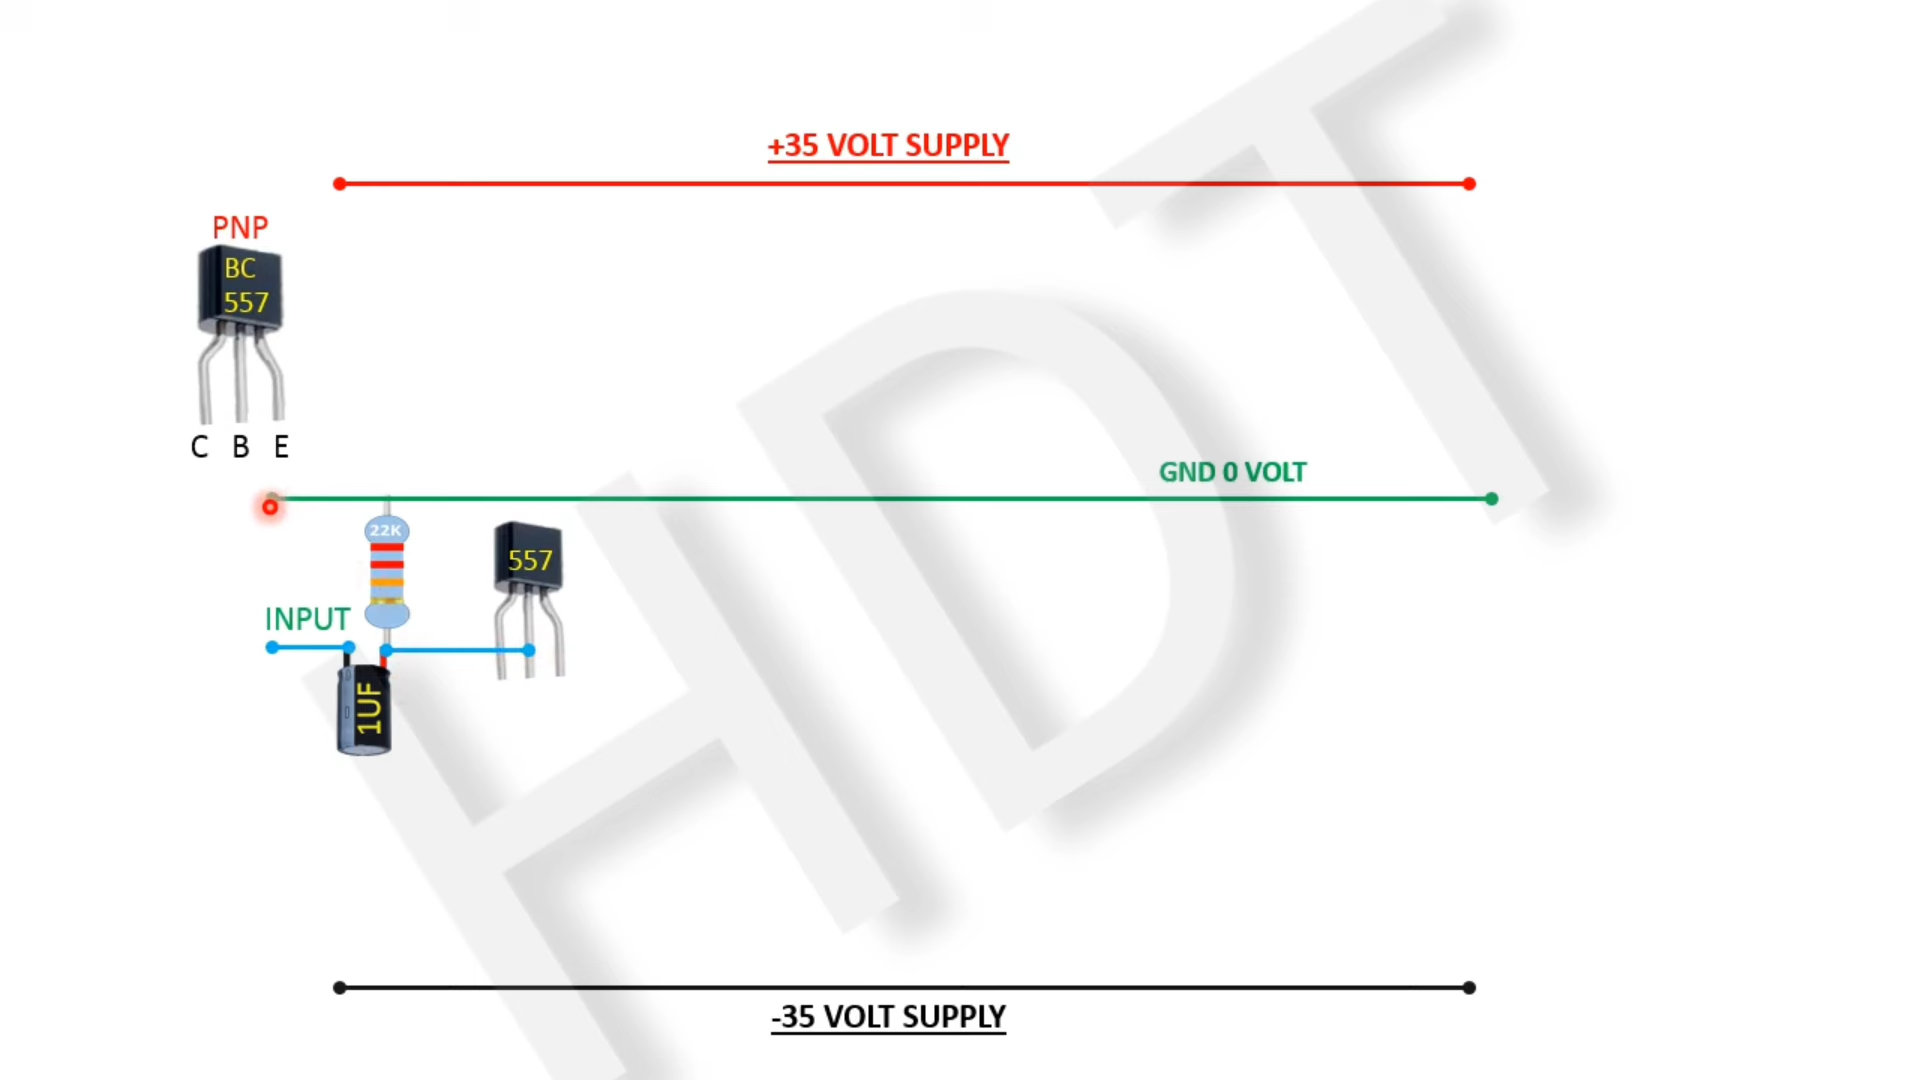 +35 VOLT SUPPLY
PNP
BC
557
C B E
GND 0 VOLT
22K
557
INPUT
1UF
-35 VOLT SUPPLY
HDT